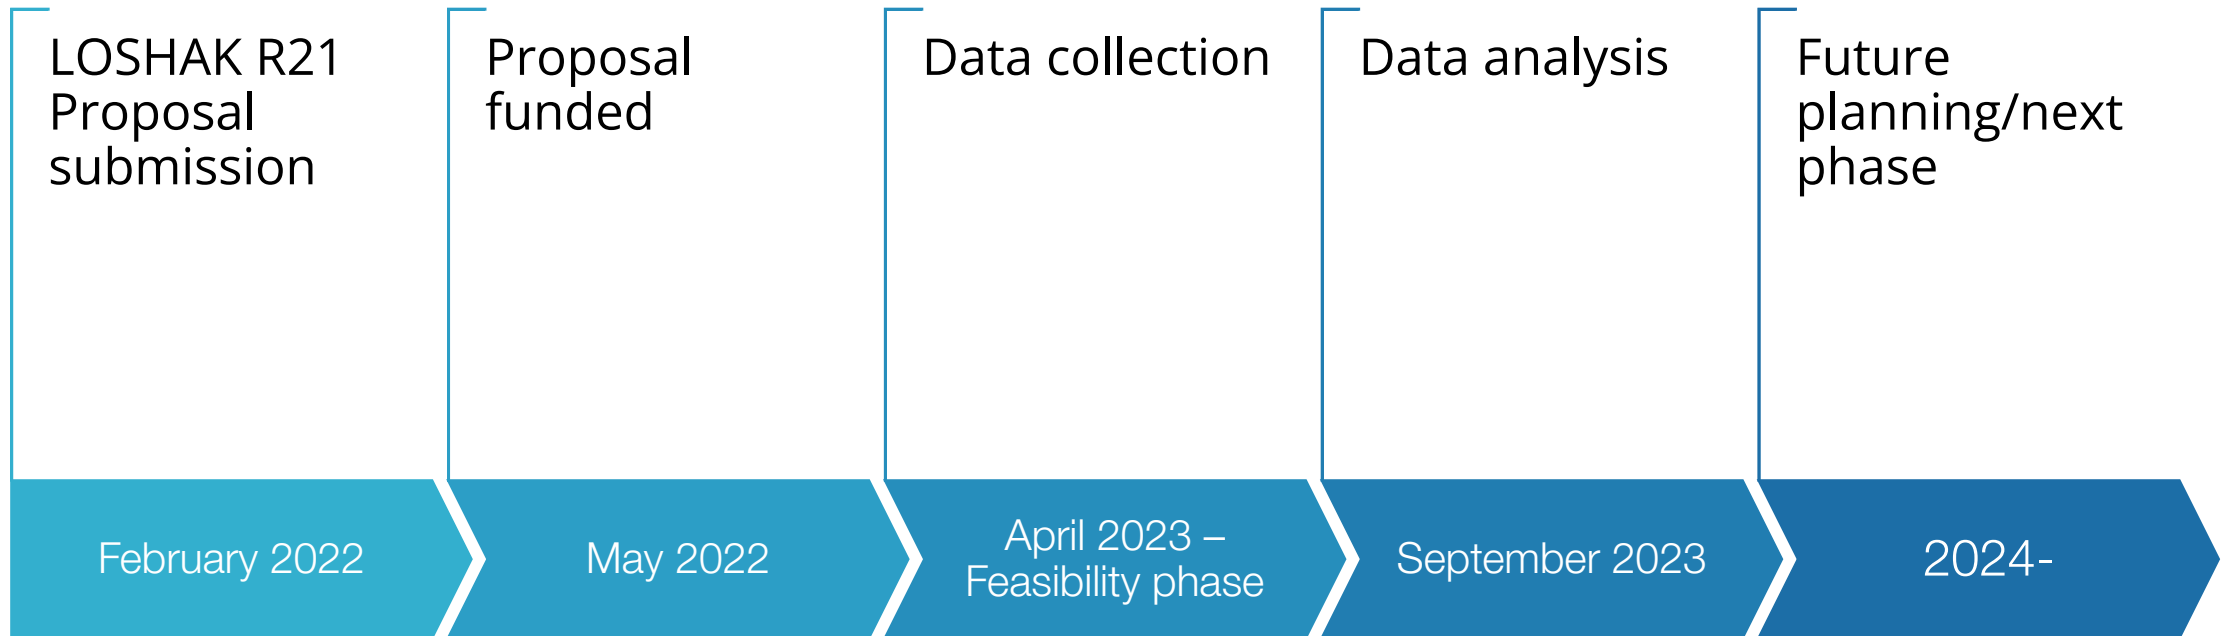 LOSHAK R21
Proposal
submission
Proposal
funded
Data collection
Data analysis
Future
planning/next
phase
February 2022
May 2022
April 2023 –
Feasibility phase
September 2023
2024-